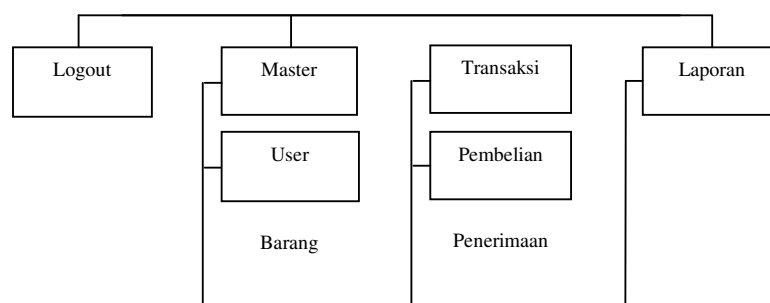 Logout
Master
Transaksi
Laporan
User
Pembelian
Barang
Penerimaan